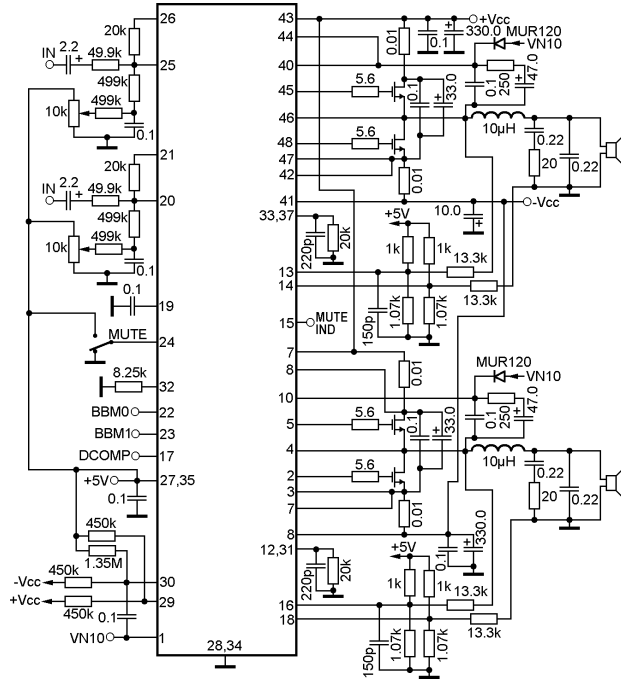 26
43
+Vcc
20k
0.01
0.1
330.0
MUR120
44
VN10
IN
2.2
+
49.9k
25
40
250
0.1
47.0
499k
45
5.6
0.1
33.0
10k
499k
46
10µH
0.1
48
5.6
0.22
20
0.22
21
47
20k
42
0.01
IN
2.2
+
49.9k
20
41
-Vcc
499k
33,37
10.0
+5V
220p
20k
1k
1k
10k
499k
13
13.3k
0.1
14
13.3k
0.1
19
150p
1.07k
1.07k
15
MUTE
IND
MUTE
24
7
8
0.01
MUR120
VN10
8.25k
32
10
250
0.1
47.0
BBM0
22
5
5.6
0.1
33.0
BBM1
23
4
10µH
DCOMP
17
2
5.6
0.22
20
0.22
+5V
27,35
3
0.1
7
0.01
450k
8
0.1
330.0
1.35M
12,31
+5V
220p
20k
1k
1k
-Vcc
450k
30
+Vcc
450k
29
16
13.3k
0.1
18
13.3k
VN10
1
150p
1.07k
1.07k
28,34